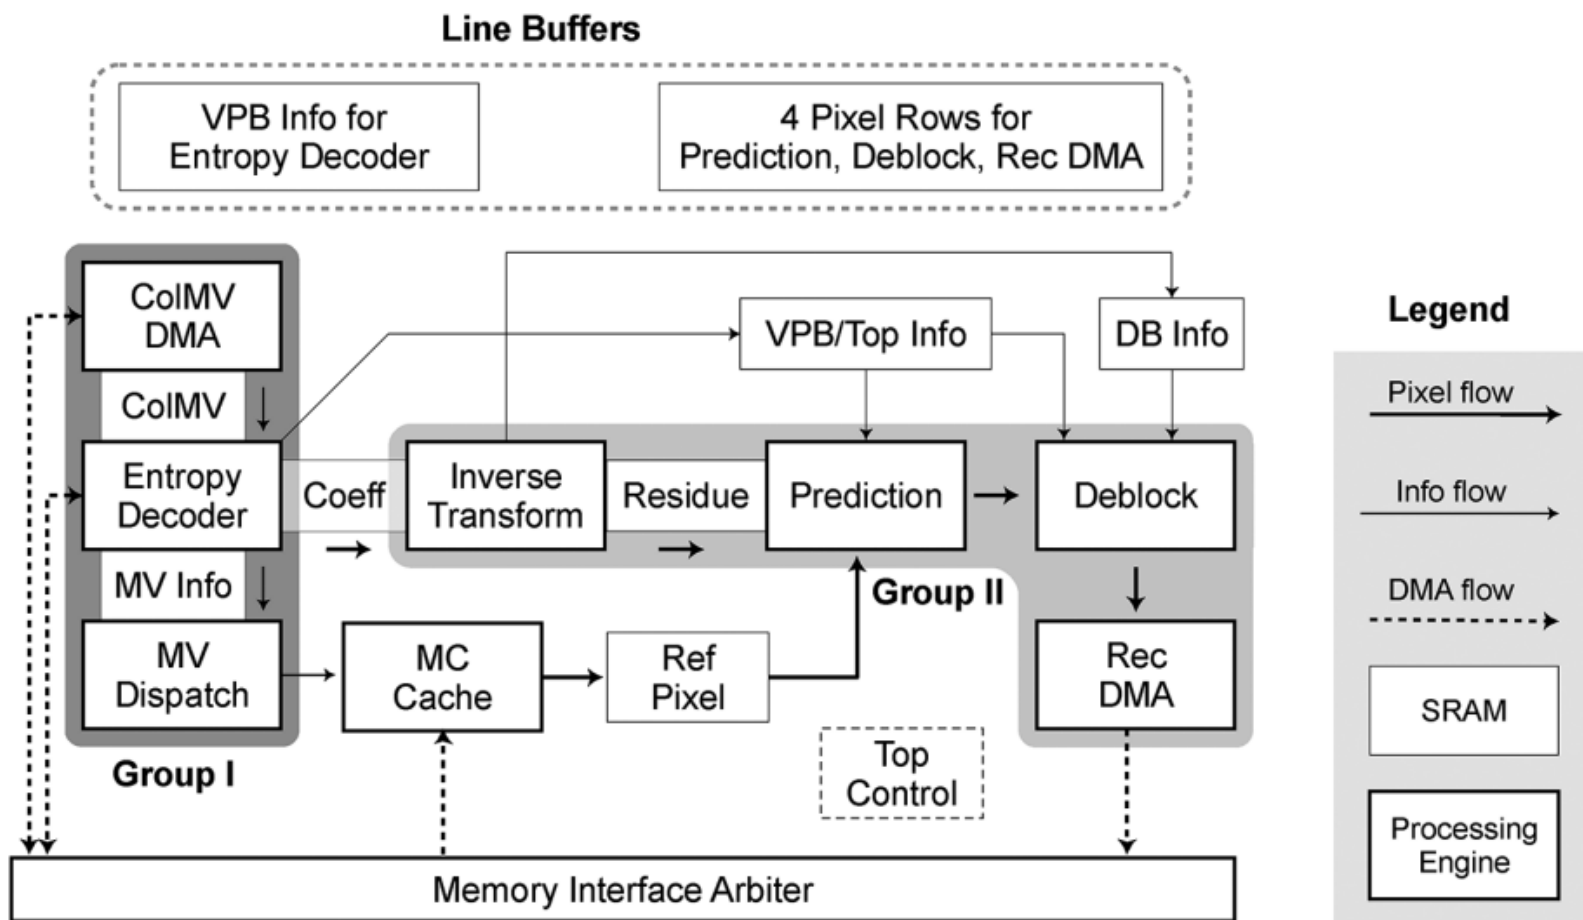 Line Buffers
VPB Info for
Entropy Decoder
4 Pixel Rows for
Prediction, Deblock, Rec DMA
ColMV
DMA
ColMV
Entropy
Decoder
MV Info
MV
Dispatch
Group I
Coeff
Inverse
Transform
Residue
VPB/Top Info
DB Info
Prediction
Deblock
Group II
MC
Cache
Ref
Pixel
Rec
DMA
Top
Control
Memory Interface Arbiter
Legend
Pixel flow
Info flow
DMA flow
SRAM
Processing
Engine